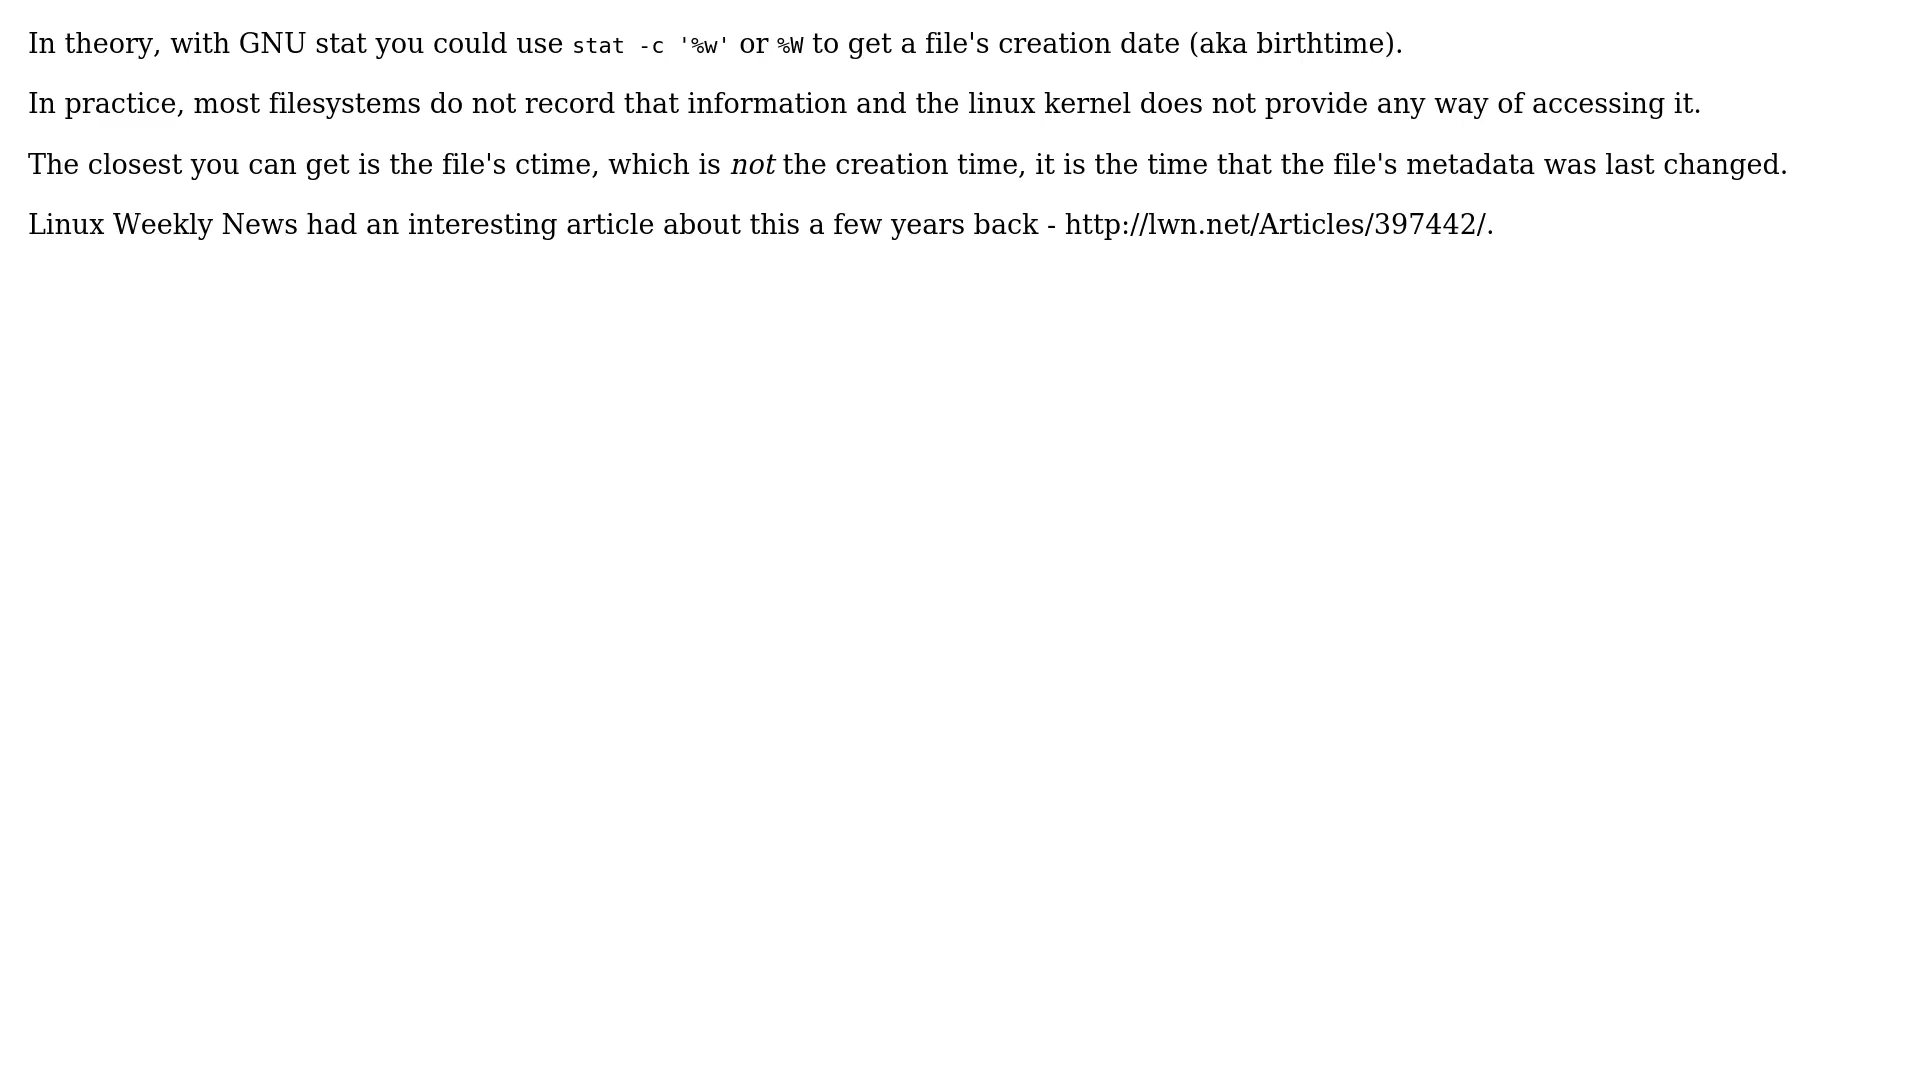 In theory, with GNU stat you could use stat -c '%w' or %W to get a file's creation date (aka birthtime).
In practice, most filesystems do not record that information and the linux kernel does not provide any way of accessing it.
The closest you can get is the file's ctime, which is not the creation time, it is the time that the file's metadata was last changed.
Linux Weekly News had an interesting article about this a few years back - http://lwn.net/Articles/397442/.